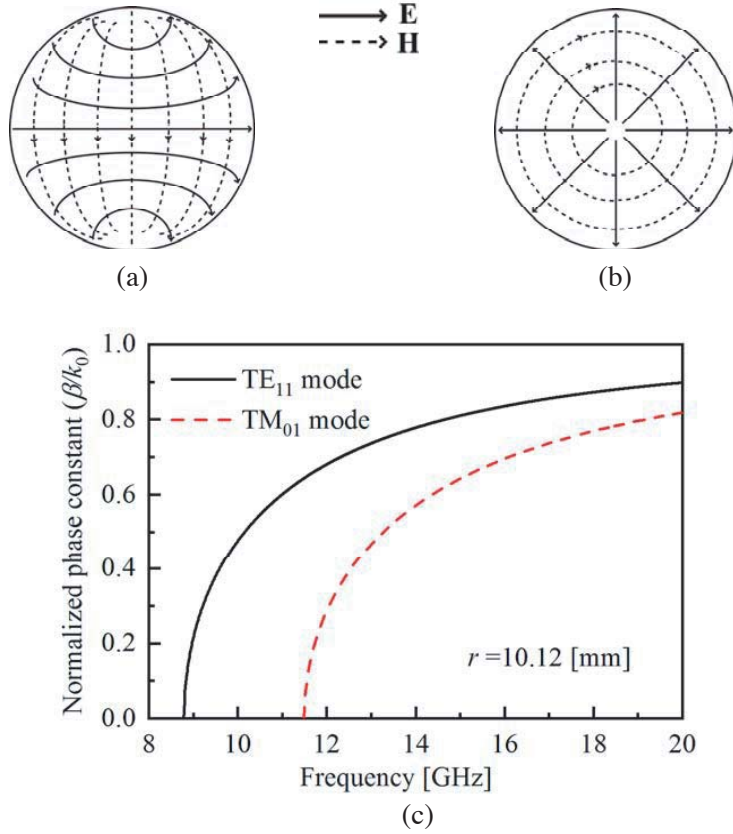 E
H
(a)
(b)
1.0
0.8
0.6
0.4
0.2
0.0
Normalized phase constant (β/k₀)
TE₁₁ mode
TM₀₁ mode
r =10.12 [mm]
8
10
12
14
16
18
20
Frequency [GHz]
(c)